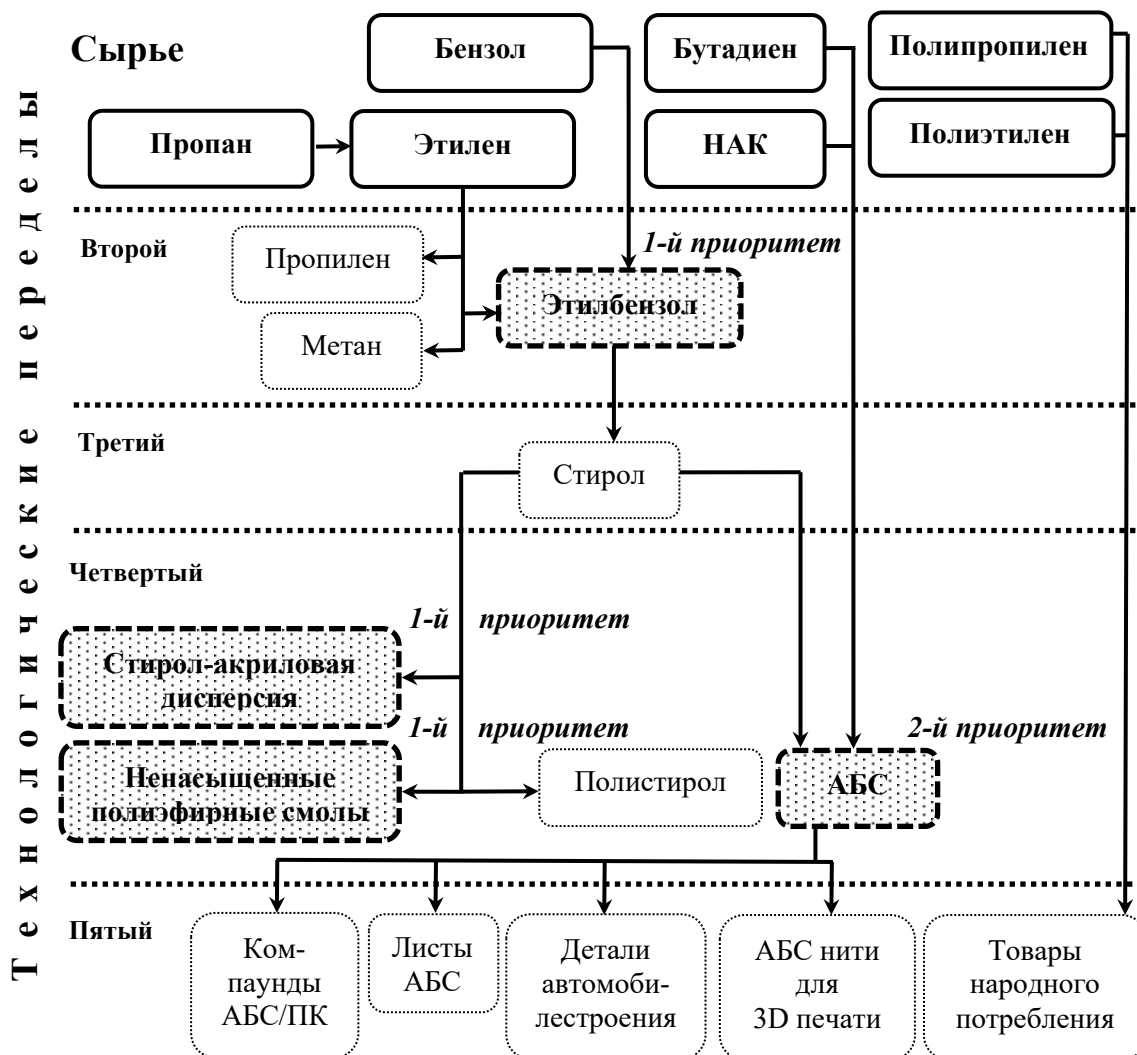 Технологические переделы
Сырье
Бензол
Бутадиен
Полипропилен
Пропан
Этилен
НАК
Полиэтилен
Второй
1-й приоритет
Пропилен
Этилбензол
Метан
Третий
Стирол
Четвертый
1-й приоритет
Стирол-акриловая
дисперсия
1-й приоритет
2-й приоритет
Ненасыщенные
полиэфирные смолы
Полистирол
АБС
Пятый
Ком-
паунды
АБС/ПК
Листы
АБС
Детали
автомоби-
лестроения
АБС нити
для
3D печати
Товары
народного
потребления